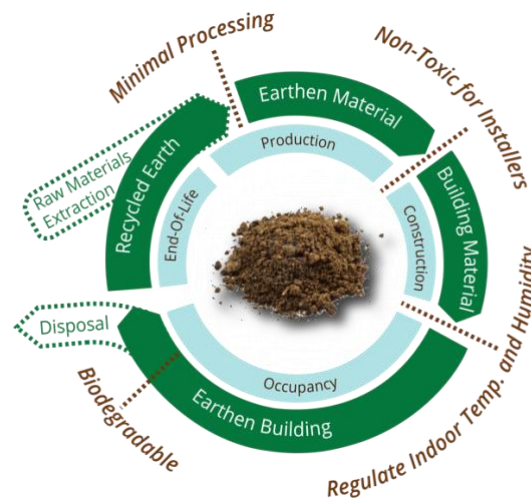 Minimal Processing
Non-Toxic for Installers
Earthen Material
Production
Raw Materials
Extraction
Recycled Earth
End-Of-Life
Construction
Building Material
Disposal
Occupancy
Earthen Building
Biodegradable
Regulate Indoor Temp. and Humidity